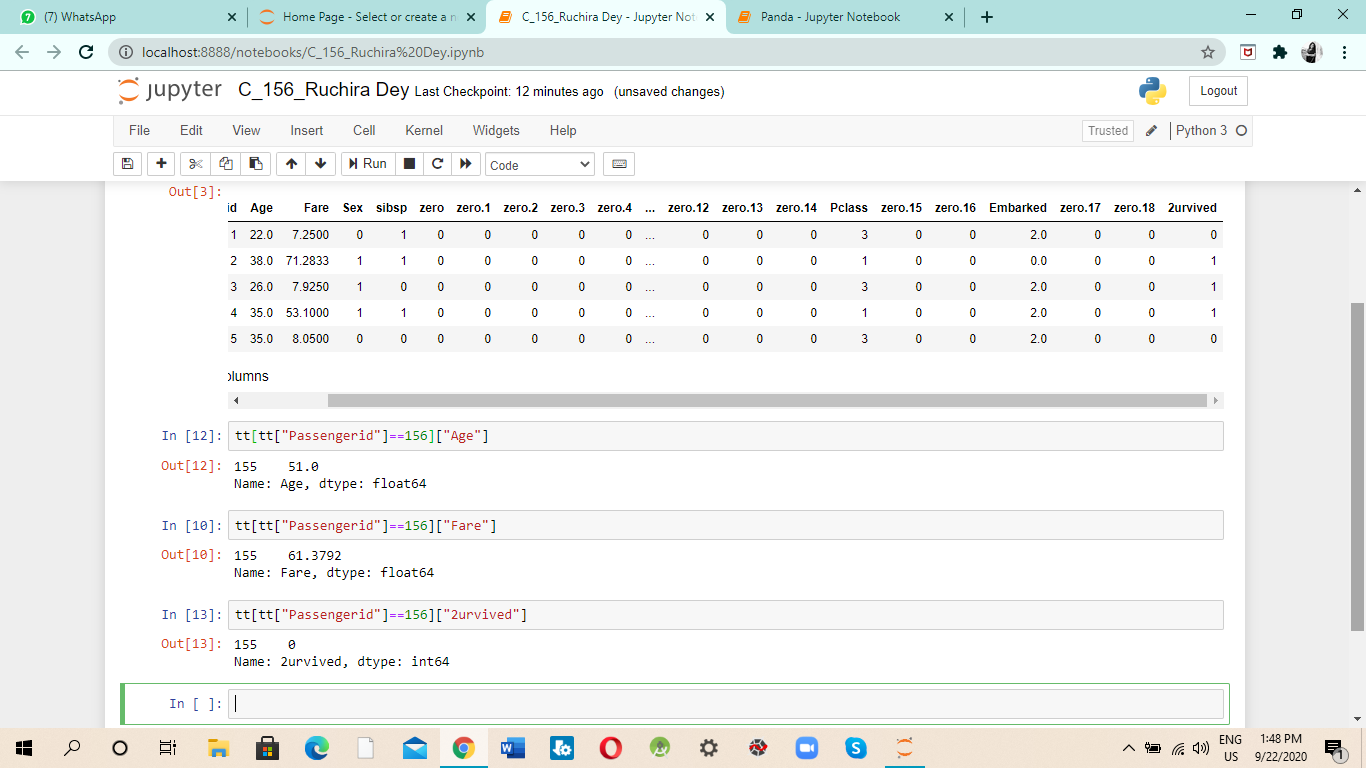 (7) WhatsApp
Home Page - Select or create a n
C_156_Ruchira Dey - Jupyter Not
Panda - Jupyter Notebook
localhost:8888/notebooks/C_156_Ruchira%20Dey.ipynb
jupyter C_156_Ruchira Dey Last Checkpoint: 12 minutes ago (unsaved changes)
Logout
File Edit View Insert Cell Kernel Widgets Help
Trusted Python 3
Run Code
Out[3]:
id Age Fare Sex sibsp zero zero.1 zero.2 zero.3 zero.4 ... zero.12 zero.13 zero.14 Pclass zero.15 zero.16 Embarked zero.17 zero.18 2urvived
1 22.0 7.2500 0 1 0 0 0 0 0 ... 0 0 0 3 0 0 2.0 0 0 0
2 38.0 71.2833 1 1 0 0 0 0 0 ... 0 0 0 1 0 0 0.0 0 0 1
3 26.0 7.9250 1 0 0 0 0 0 0 ... 0 0 0 3 0 0 2.0 0 0 1
4 35.0 53.1000 1 1 0 0 0 0 0 ... 0 0 0 1 0 0 2.0 0 0 1
5 35.0 8.0500 0 0 0 0 0 0 0 ... 0 0 0 3 0 0 2.0 0 0 0
olumns
In [12]: tt[tt["Passengerid"]==156]["Age"]
Out[12]: 155 51.0
Name: Age, dtype: float64
In [10]: tt[tt["Passengerid"]==156]["Fare"]
Out[10]: 155 61.3792
Name: Fare, dtype: float64
In [13]: tt[tt["Passengerid"]==156]["2urvived"]
Out[13]: 155 0
Name: 2urvived, dtype: int64
In [ ]:
ENG
US
1:48 PM
9/22/2020
1